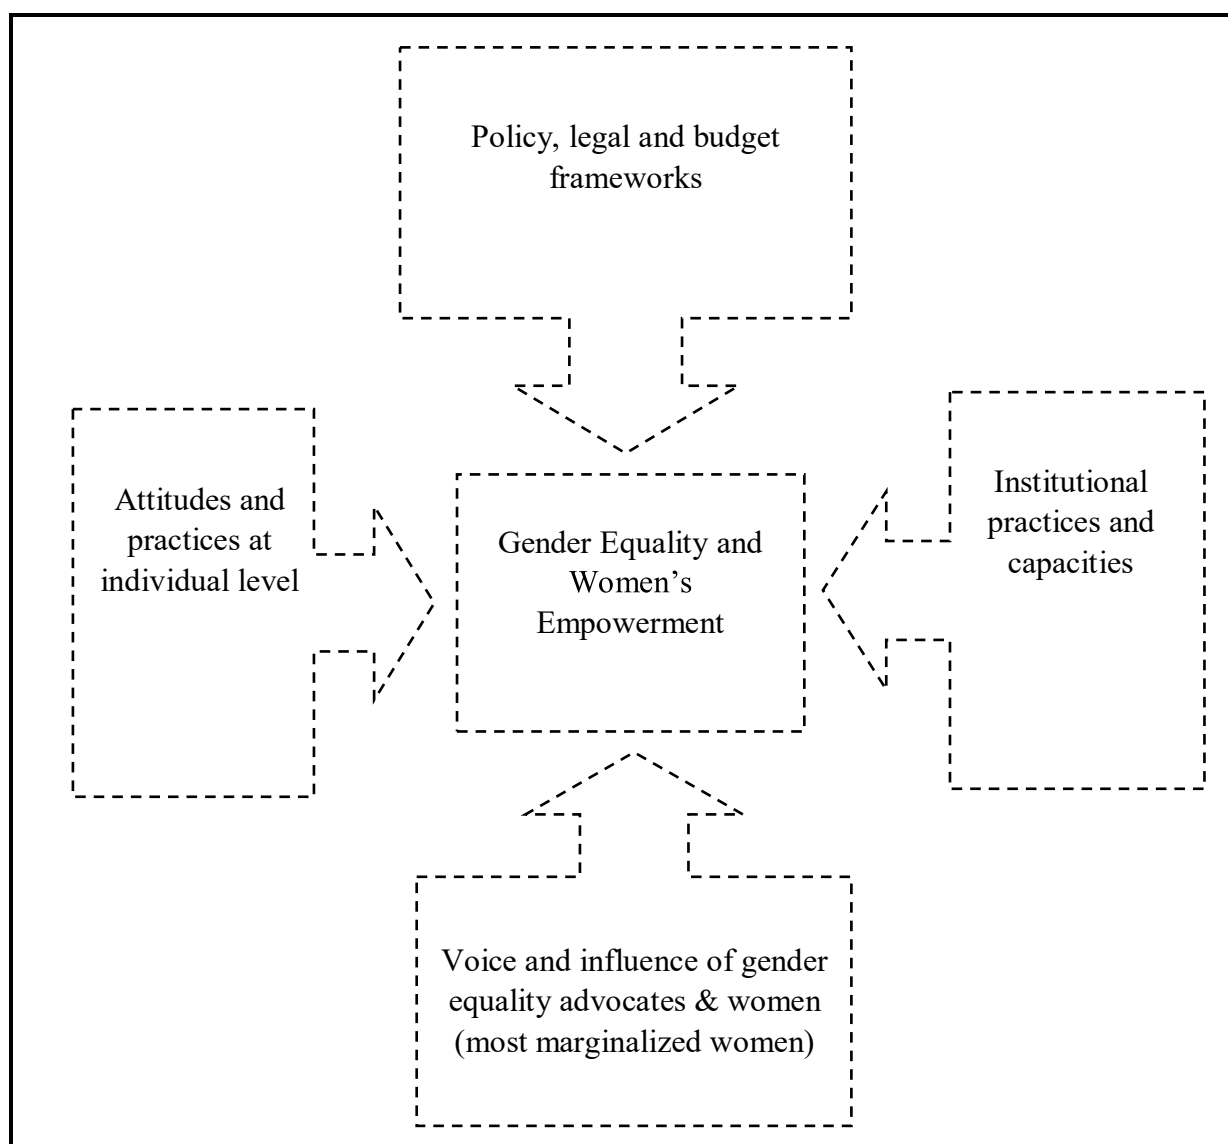 Policy, legal and budget
frameworks
Attitudes and
practices at
individual level
Gender Equality and
Women’s
Empowerment
Institutional
practices and
capacities
Voice and influence of gender
equality advocates & women
(most marginalized women)